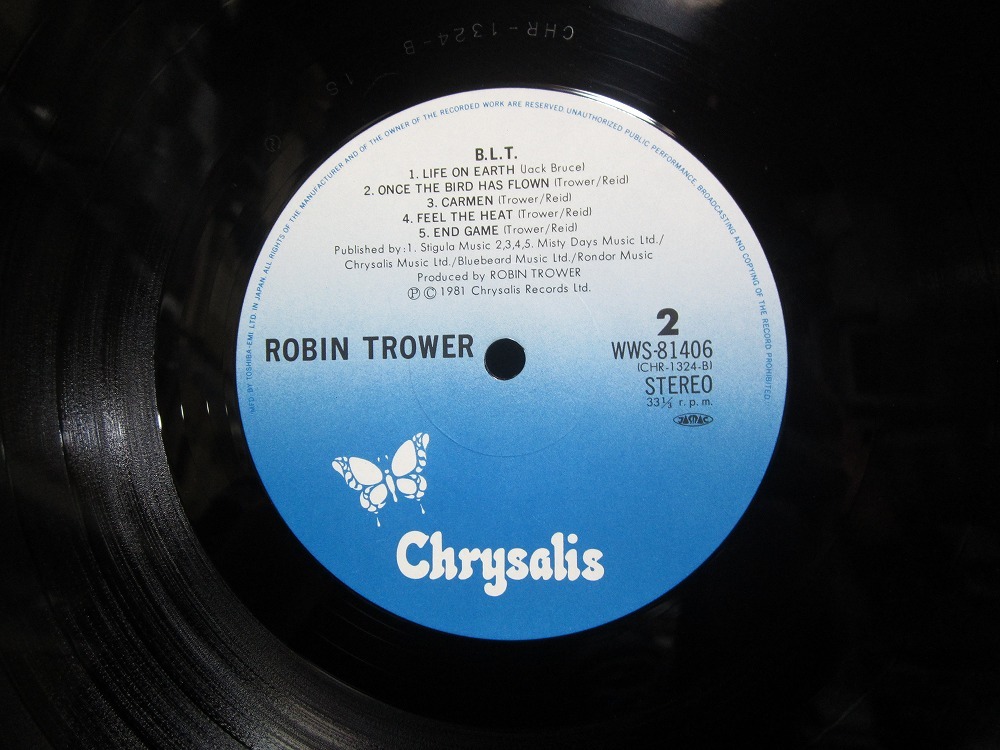 CHR-1324-B
1S
MFD. BY TOSHIBA-EMI LTD. IN JAPAN. ALL RIGHTS OF THE MANUFACTURER AND OF THE OWNER OF THE RECORDED WORK ARE RESERVED. UNAUTHORIZED PUBLIC PERFORMANCE, BROADCASTING AND COPYING OF THE RECORD PROHIBITED.
B.L.T.
1. LIFE ON EARTH (Jack Bruce)
2. ONCE THE BIRD HAS FLOWN (Trower/Reid)
3. CARMEN (Trower/Reid)
4. FEEL THE HEAT (Trower/Reid)
5. END GAME (Trower/Reid)
Published by:1. Stigula Music 2,3,4,5. Misty Days Music Ltd./
Chrysalis Music Ltd./Bluebeard Music Ltd./Rondor Music
Produced by ROBIN TROWER
Ⓟ © 1981 Chrysalis Records Ltd.
ROBIN TROWER
2
WWS-81406
(CHR-1324-B)
STEREO
33⅓ r.p.m.
JASRAC
Chrysalis